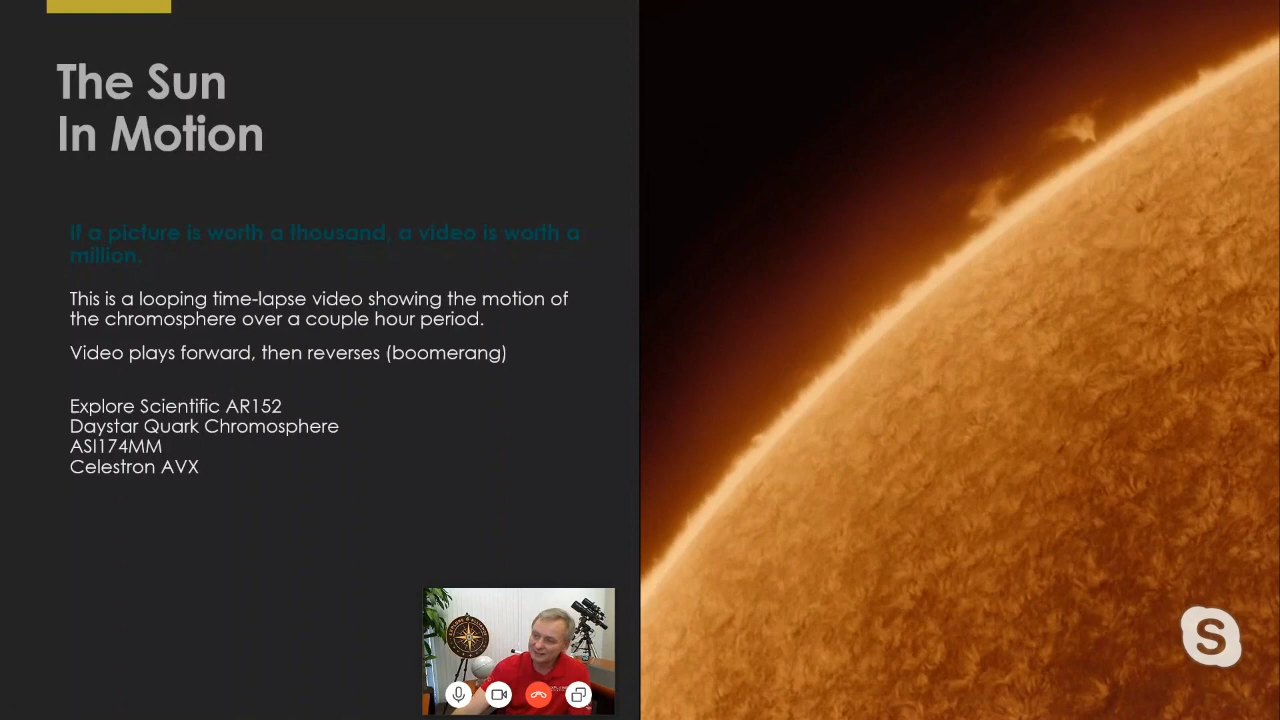 The Sun
In Motion
If a picture is worth a thousand, a video is worth a
million.
This is a looping time-lapse video showing the motion of
the chromosphere over a couple hour period.
Video plays forward, then reverses (boomerang)
Explore Scientific AR152
Daystar Quark Chromosphere
ASI174MM
Celestron AVX
S